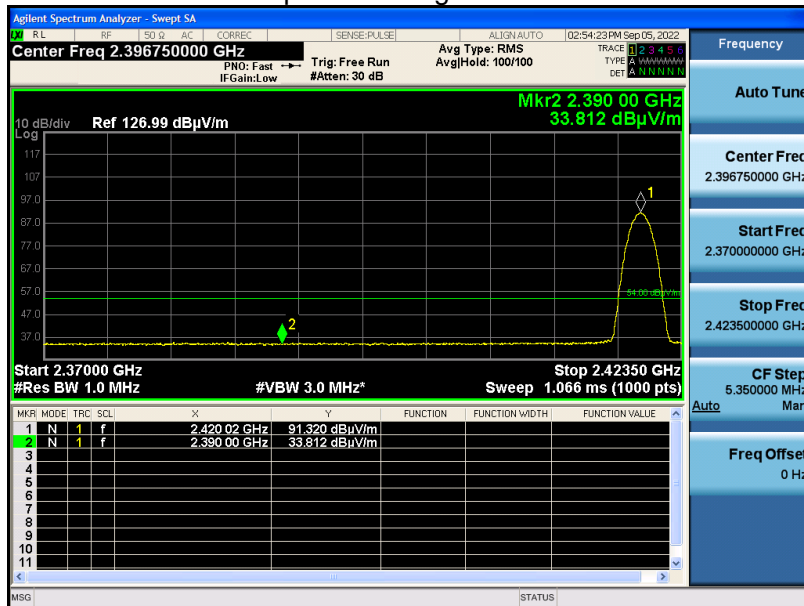 Agilent Spectrum Analyzer - Swept SA
LXI RL RF 50 Ω AC CORREC SENSE:PULSE ALIGN AUTO 02:54:23 PM Sep 05, 2022
Center Freq 2.396750000 GHz
PNO: Fast
IFGain:Low
Trig: Free Run
#Atten: 30 dB
Avg Type: RMS
Avg|Hold: 100/100
TRACE 1 2 3 4 5 6
TYPE A WWWWW
DET A N N N N N
Mkr2 2.390 00 GHz
33.812 dBµV/m
10 dB/div Ref 126.99 dBµV/m
Log
117
107
97.0
87.0
77.0
67.0
57.0
47.0
37.0
1
54.00 dBµV/m
2
Start 2.37000 GHz Stop 2.42350 GHz
#Res BW 1.0 MHz #VBW 3.0 MHz* Sweep 1.066 ms (1000 pts)
MKR MODE TRC SCL X Y FUNCTION FUNCTION WIDTH FUNCTION VALUE
1 N 1 f 2.420 02 GHz 91.320 dBµV/m
2 N 1 f 2.390 00 GHz 33.812 dBµV/m
3
4
5
6
7
8
9
10
11
MSG STATUS
Frequency
Auto Tune
Center Freq
2.396750000 GHz
Start Freq
2.370000000 GHz
Stop Freq
2.423500000 GHz
CF Step
5.350000 MHz
Auto Man
Freq Offset
0 Hz